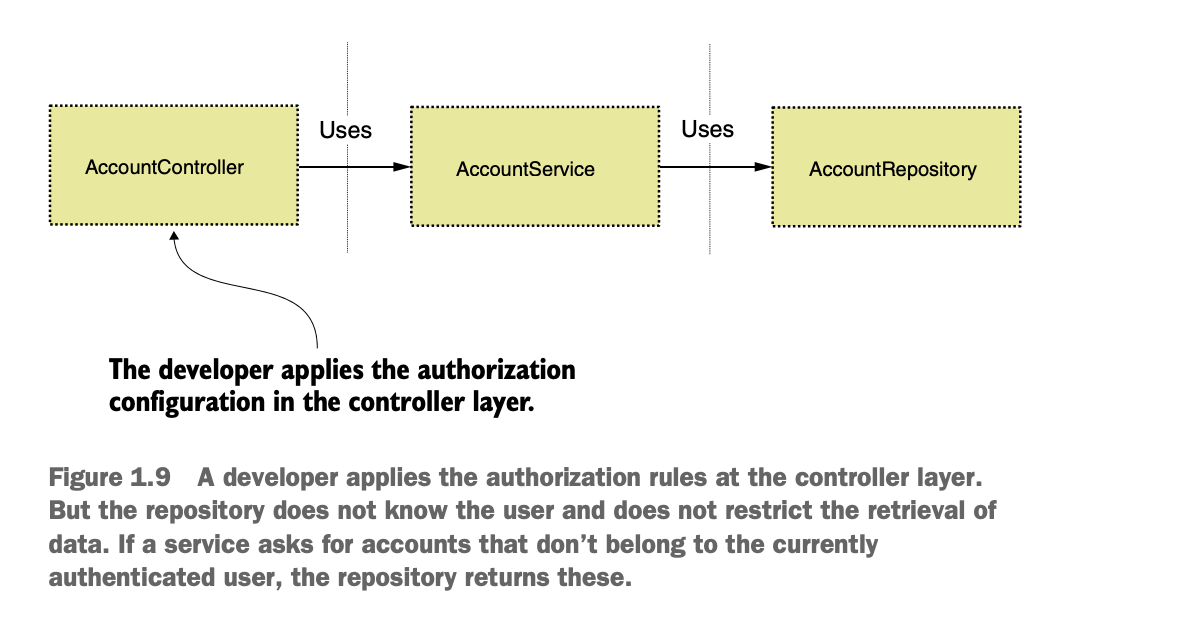 Uses
Uses
AccountController
AccountService
AccountRepository
The developer applies the authorization
configuration in the controller layer.
Figure 1.9 A developer applies the authorization rules at the controller layer.
But the repository does not know the user and does not restrict the retrieval of
data. If a service asks for accounts that don’t belong to the currently
authenticated user, the repository returns these.